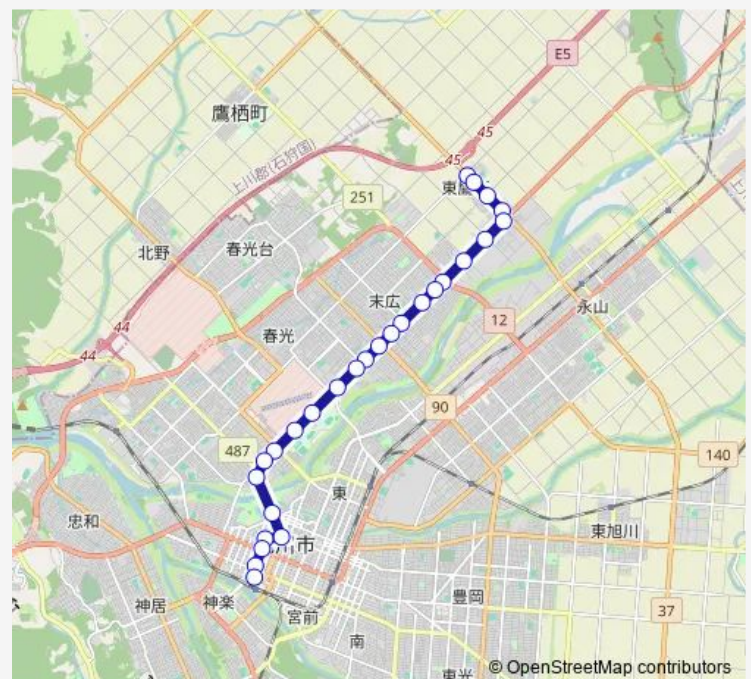 E5
鷹栖町
45
45
上川郡(石狩国)
東鷹
251
北野
春光台
末広
永山
12
春光
44
44
90
487
140
東
忠和
川市
東旭川
神居
神楽
宮前
豊岡
37
南
東光
© OpenStreetMap contributors